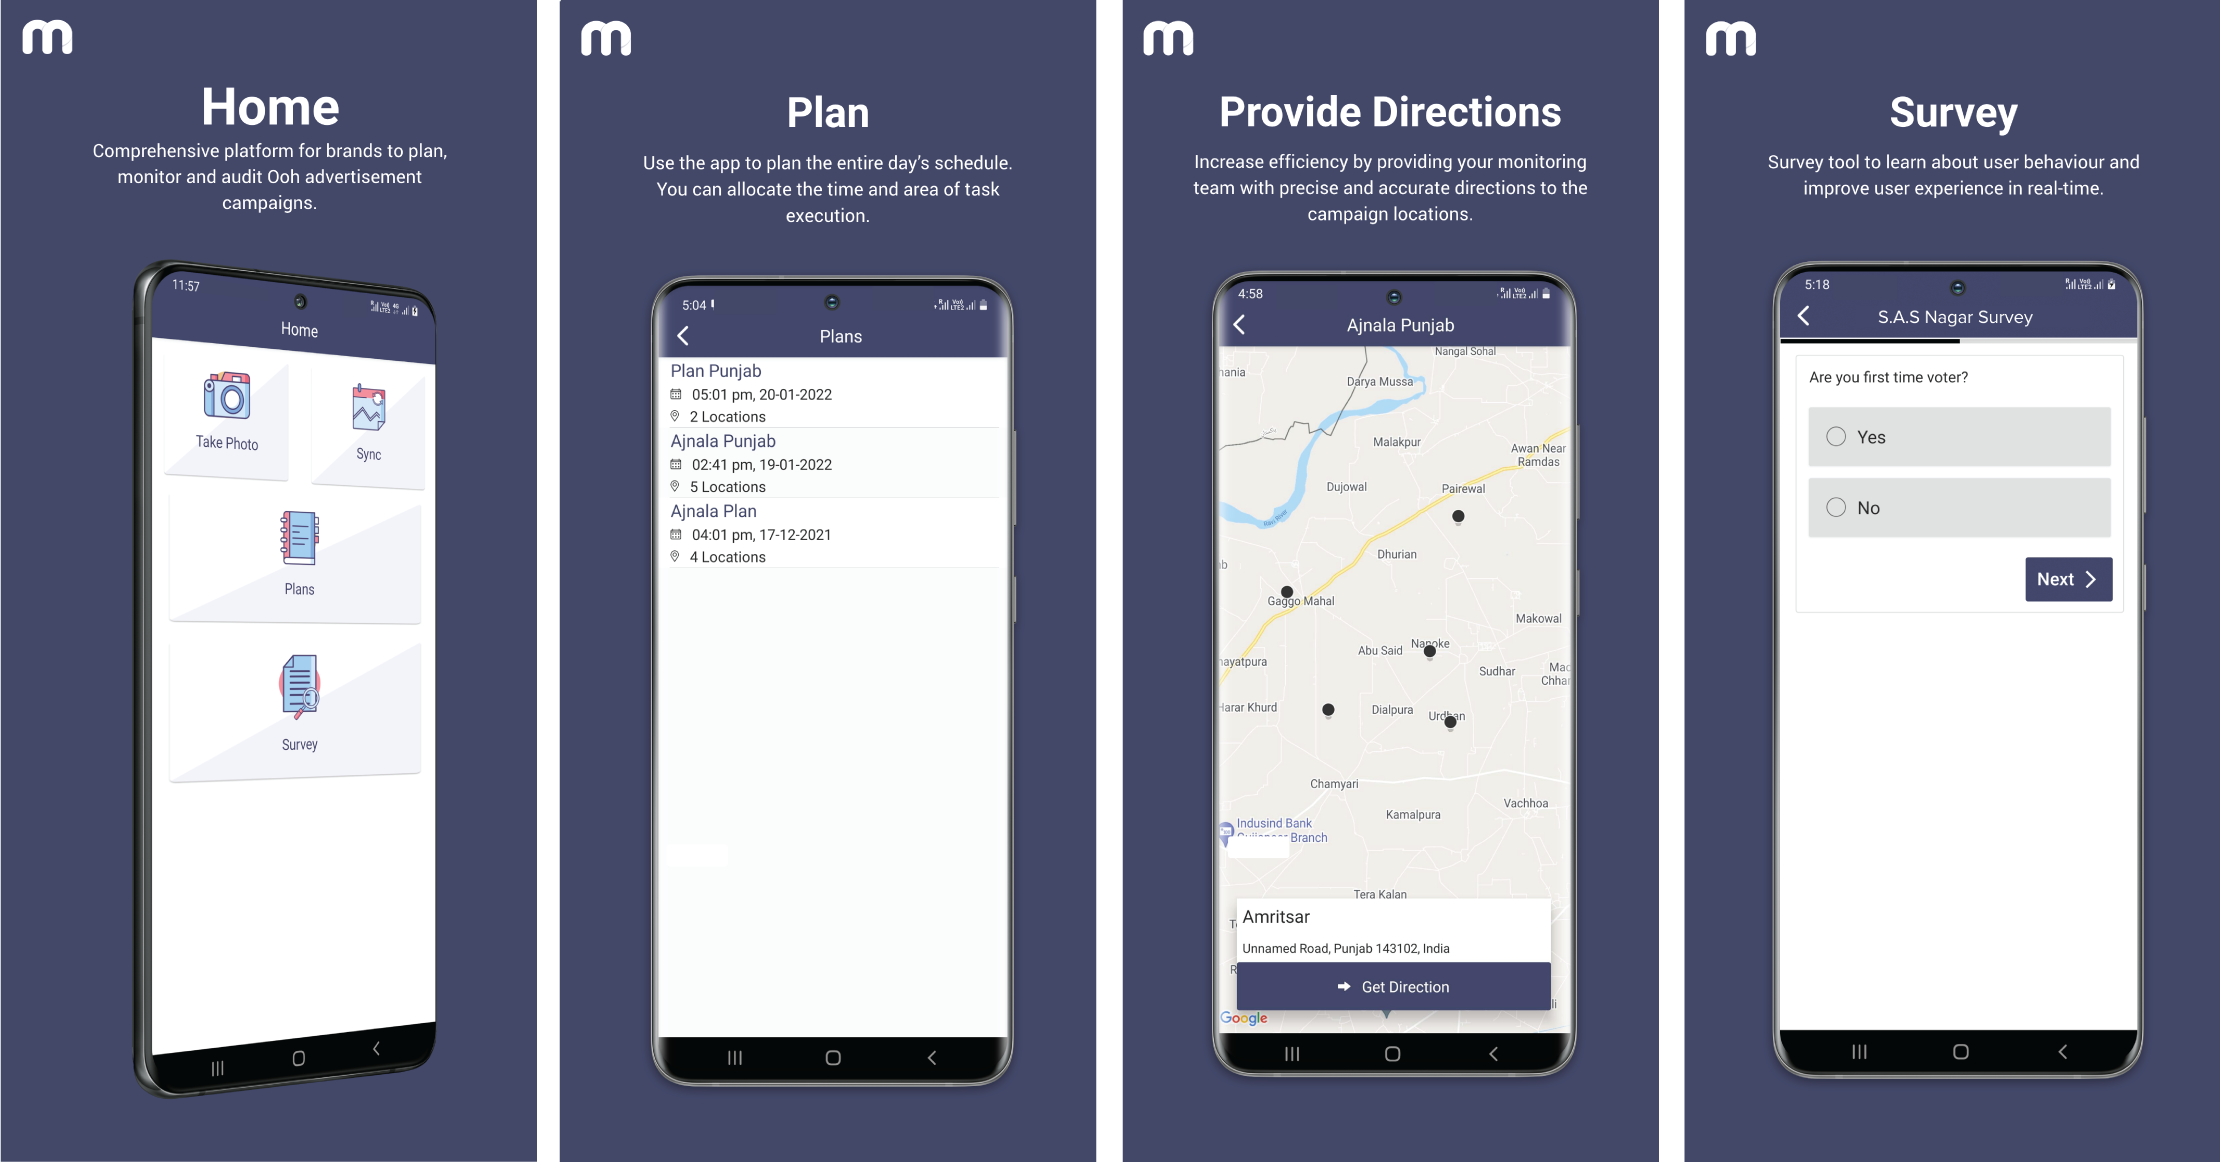 m
Home
Comprehensive platform for brands to plan,
monitor and audit Ooh advertisement
campaigns.
11:57
Home
Take Photo
Sync
Plans
Survey
m
Plan
Use the app to plan the entire day's schedule.
You can allocate the time and area of task
execution.
5:04
Plans
Plan Punjab
05:01 pm, 20-01-2022
2 Locations
Ajnala Punjab
02:41 pm, 19-01-2022
5 Locations
Ajnala Plan
04:01 pm, 17-12-2021
4 Locations
m
Provide Directions
Increase efficiency by providing your monitoring
team with precise and accurate directions to the
campaign locations.
4:58
Ajnala Punjab
Nangal Sohal
hania
Darya Mussa
Malakpur
Awan Near
Ramdas
Dujowal
Pairewal
Dhurian
Gaggo Mahal
Makowal
Abu Said
Sudhar
nayatpura
Harar Khurd
Dialpura
Chamyari
Vachhoa
Kamalpura
Indusind Bank
Branch
Tera Kalan
Amritsar
Unnamed Road, Punjab 143102, India
Get Direction
Google
m
Survey
Survey tool to learn about user behaviour and
improve user experience in real-time.
5:18
S.A.S Nagar Survey
Are you first time voter?
Yes
No
Next